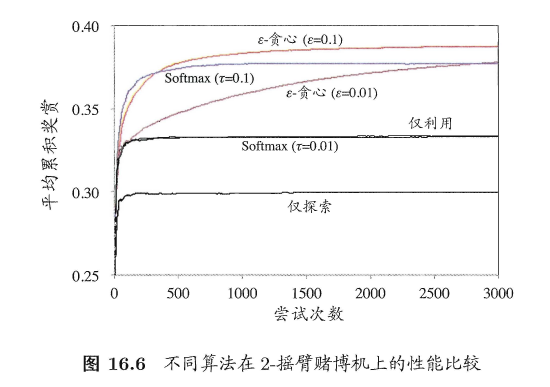 0.40
0.35
0.30
0.25
平均累积奖赏
ε-贪心 (ε=0.1)
Softmax (τ=0.1)
ε-贪心 (ε=0.01)
仅利用
Softmax (τ=0.01)
仅探索
0 500 1000 1500 2000 2500 3000
尝试次数
图 16.6 不同算法在 2-摇臂赌博机上的性能比较